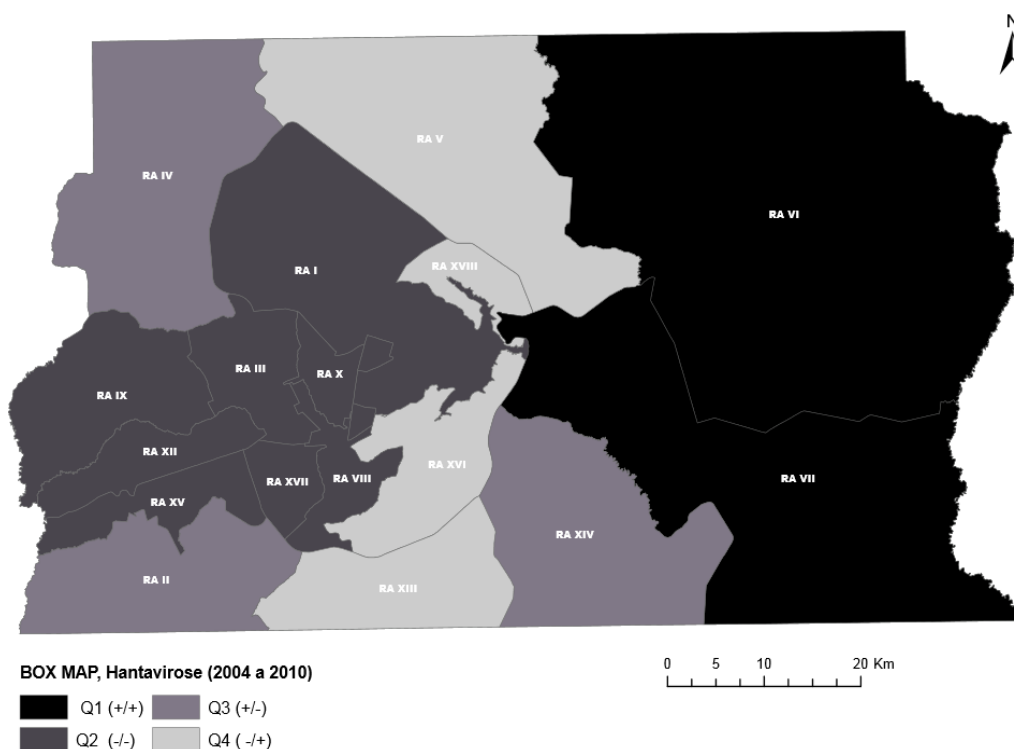 N
RA V
RA IV
RA VI
RA XVIII
RA I
RA III
RA X
RA IX
RA XII
RA XVI
RA XVII
RA VIII
RA VII
RA XV
RA XIV
RA II
RA XIII
BOX MAP, Hantavirose (2004 a 2010)
Q1 (+/+) Q3 (+/-)
Q2 (-/-) Q4 ( -/+)
0 5 10 20 Km